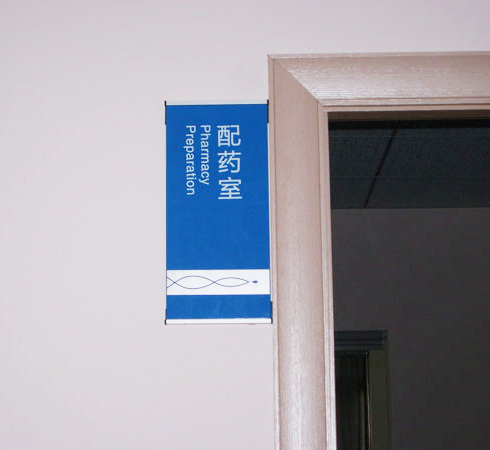 配药室
Pharmacy
Preparation